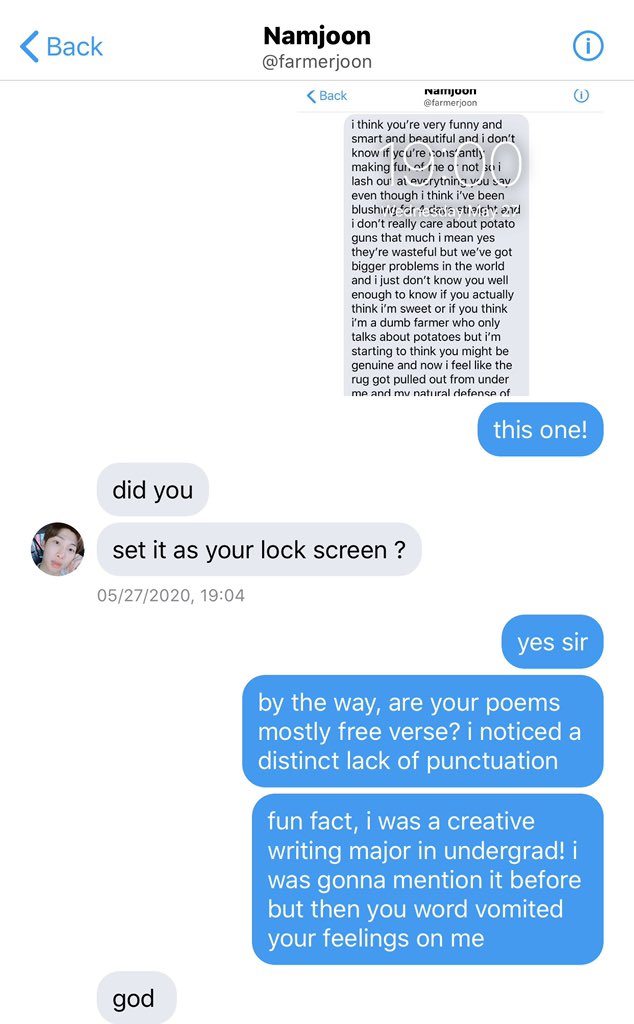 Back
Namjoon
@farmerjoon
Back
Namjoon
@farmerjoon
i think you're very funny and
smart and beautiful and i don't
know if you're constantly
making fun of me or not so i
lash out at everything you say
even though i think i've been
blushing for 4 days straight and
i don't really care about potato
guns that much i mean yes
they're wasteful but we've got
bigger problems in the world
and i just don't know you well
enough to know if you actually
think i'm sweet or if you think
i'm a dumb farmer who only
talks about potatoes but i'm
starting to think you might be
genuine and now i feel like the
rug got pulled out from under
me and my natural defense of
19:00
Wednesday May 27
this one!
did you
set it as your lock screen ?
05/27/2020, 19:04
yes sir
by the way, are your poems
mostly free verse? i noticed a
distinct lack of punctuation
fun fact, i was a creative
writing major in undergrad! i
was gonna mention it before
but then you word vomited
your feelings on me
god